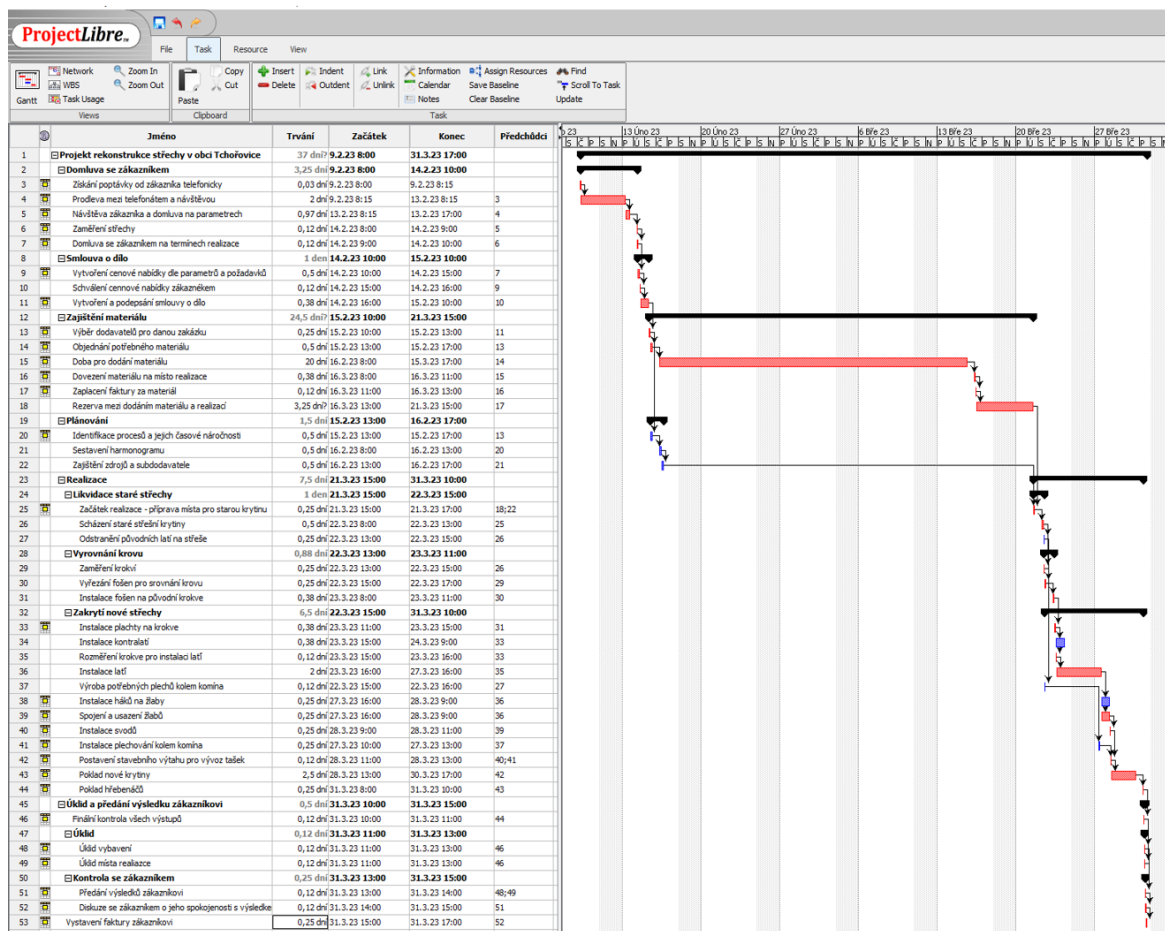 ProjectLibre™
File Task Resource View
Network Zoom In Copy Insert Indent Link Information Assign Resources Find
WBS Zoom Out Cut Delete Outdent Unlink Calendar Save Baseline Scroll To Task
Gantt Task Usage Paste Notes Clear Baseline Update
Views Clipboard Task
Jméno Trvání Začátek Konec Předchůdci
13 Úno 23 20 Úno 23 27 Úno 23 6 Bře 23 13 Bře 23 20 Bře 23 27 Bře 23
1 Projekt rekonstrukce střechy v obci Tchořovice 37 dní? 9.2.23 8:00 31.3.23 17:00
2 Domluva se zákazníkem 3,25 dní 9.2.23 8:00 14.2.23 10:00
3 Získání poptávky od zákazníka telefonicky 0,03 dní 9.2.23 8:00 9.2.23 8:15
4 Prodleva mezi telefonátem a návštěvou 2 dní 9.2.23 8:15 13.2.23 8:15 3
5 Návštěva zákazníka a domluva na parametrech 0,97 dní 13.2.23 8:15 13.2.23 17:00 4
6 Zaměření střechy 0,12 dní 14.2.23 8:00 14.2.23 9:00 5
7 Domluva se zákazníkem na termínech realizace 0,12 dní 14.2.23 9:00 14.2.23 10:00 6
8 Smlouva o dílo 1 den 14.2.23 10:00 15.2.23 10:00
9 Vytvoření cenové nabídky dle parametrů a požadavků 0,5 dní 14.2.23 10:00 14.2.23 15:00 7
10 Schválení cennové nabídky zákaznékem 0,12 dní 14.2.23 15:00 14.2.23 16:00 9
11 Vytvoření a podepsání smlouvy o dílo 0,38 dní 14.2.23 16:00 15.2.23 10:00 10
12 Zajištění materiálu 24,5 dní? 15.2.23 10:00 21.3.23 15:00
13 Výběr dodavatelů pro danou zakázku 0,25 dní 15.2.23 10:00 15.2.23 13:00 11
14 Objednání potřebného materiálu 0,5 dní 15.2.23 13:00 15.2.23 17:00 13
15 Doba pro dodání materiálu 20 dní 16.2.23 8:00 15.3.23 17:00 14
16 Dovezení materiálu na místo realizace 0,38 dní 16.3.23 8:00 16.3.23 11:00 15
17 Zaplacení faktury za materiál 0,12 dní 16.3.23 11:00 16.3.23 13:00 16
18 Rezerva mezi dodáním materiálu a realizací 3,25 dní? 16.3.23 13:00 21.3.23 15:00 17
19 Plánování 1,5 dní 15.2.23 13:00 16.2.23 17:00
20 Identifikace procesů a jejich časové náročnosti 0,5 dní 15.2.23 13:00 15.2.23 17:00 13
21 Sestavení harmonogramu 0,5 dní 16.2.23 8:00 16.2.23 13:00 20
22 Zajištění zdrojů a subdodavatele 0,5 dní 16.2.23 13:00 16.2.23 17:00 21
23 Realizace 7,5 dní 21.3.23 15:00 31.3.23 10:00
24 Likvidace staré střechy 1 den 21.3.23 15:00 22.3.23 15:00
25 Začátek realizace - příprava místa pro starou krytinu 0,25 dní 21.3.23 15:00 21.3.23 17:00 18;22
26 Scházení staré střešní krytiny 0,5 dní 22.3.23 8:00 22.3.23 13:00 25
27 Odstranění původních latí na střeše 0,25 dní 22.3.23 13:00 22.3.23 15:00 26
28 Vyrovnání krovu 0,88 dní 22.3.23 13:00 23.3.23 11:00
29 Zaměření krokví 0,25 dní 22.3.23 13:00 22.3.23 15:00 26
30 Vyřezání fošen pro srovnání krovu 0,25 dní 22.3.23 15:00 22.3.23 17:00 29
31 Instalace fošen na původní krokve 0,38 dní 23.3.23 8:00 23.3.23 11:00 30
32 Zakrytí nové střechy 6,5 dní 22.3.23 15:00 31.3.23 10:00
33 Instalace plachty na krokve 0,38 dní 23.3.23 11:00 23.3.23 15:00 31
34 Instalace kontralatí 0,38 dní 23.3.23 15:00 24.3.23 9:00 33
35 Rozměření krokve pro instalaci latí 0,12 dní 23.3.23 15:00 23.3.23 16:00 33
36 Instalace latí 2 dní 23.3.23 16:00 27.3.23 16:00 35
37 Výroba potřebných plechů kolem komína 0,12 dní 22.3.23 15:00 22.3.23 16:00 27
38 Instalace háků na žlaby 0,25 dní 27.3.23 16:00 28.3.23 9:00 36
39 Spojení a usazení žlabů 0,25 dní 27.3.23 16:00 28.3.23 9:00 36
40 Instalace svodů 0,25 dní 28.3.23 9:00 28.3.23 11:00 39
41 Instalace plechování kolem komína 0,25 dní 27.3.23 10:00 27.3.23 13:00 37
42 Postavení stavebního výtahu pro vývoz tašek 0,12 dní 28.3.23 11:00 28.3.23 13:00 40;41
43 Poklad nové krytiny 2,5 dní 28.3.23 13:00 30.3.23 17:00 42
44 Poklad hřebenáčů 0,25 dní 31.3.23 8:00 31.3.23 10:00 43
45 Úklid a předání výsledku zákazníkovi 0,5 dní 31.3.23 10:00 31.3.23 15:00
46 Finální kontrola všech výstupů 0,12 dní 31.3.23 10:00 31.3.23 11:00 44
47 Úklid 0,12 dní 31.3.23 11:00 31.3.23 13:00
48 Úklid vybavení 0,12 dní 31.3.23 11:00 31.3.23 13:00 46
49 Úklid místa realiazce 0,12 dní 31.3.23 11:00 31.3.23 13:00 46
50 Kontrola se zákazníkem 0,25 dní 31.3.23 13:00 31.3.23 15:00
51 Předání výsledků zákazníkovi 0,12 dní 31.3.23 13:00 31.3.23 14:00 48;49
52 Diskuze se zákazníkem o jeho spokojenosti s výsledke 0,12 dní 31.3.23 14:00 31.3.23 15:00 51
53 Vystavení faktury zákazníkovi 0,25 dní 31.3.23 15:00 31.3.23 17:00 52